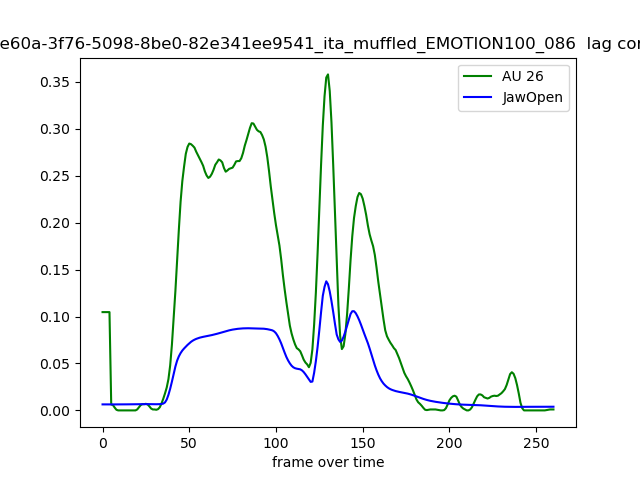 e60a-3f76-5098-8be0-82e341ee9541_ita_muffled_EMOTION100_086 lag cor
AU 26
JawOpen
0.35
0.30
0.25
0.20
0.15
0.10
0.05
0.00
0 50 100 150 200 250
frame over time